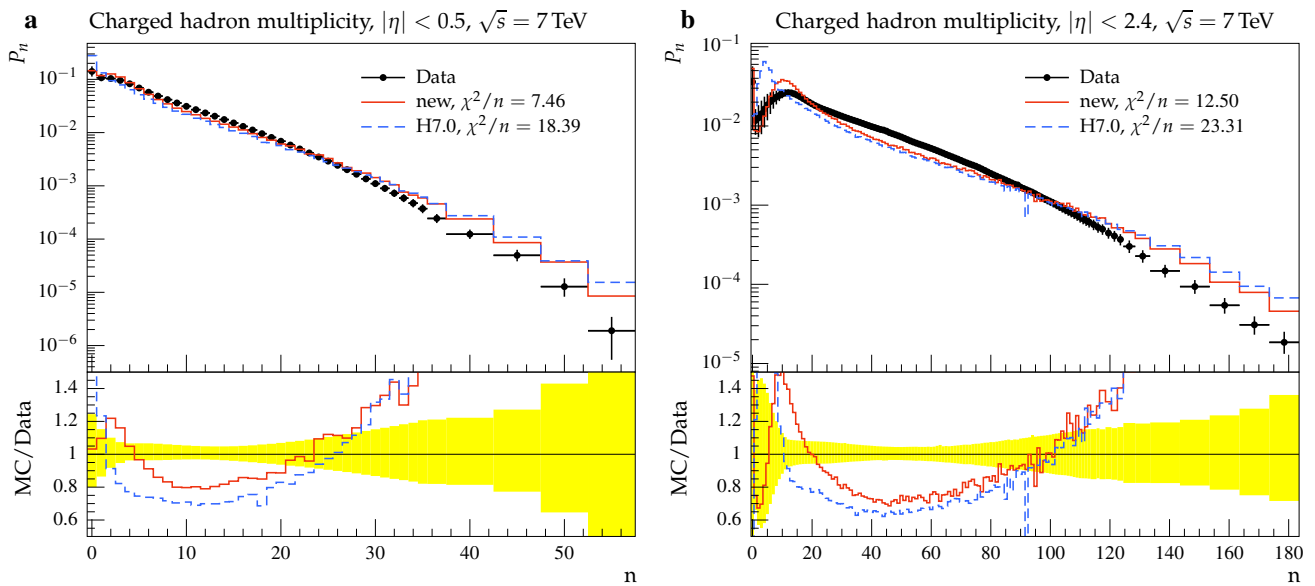 a Charged hadron multiplicity, |η| < 0.5, √s = 7 TeV
P_n
10⁻¹
10⁻²
10⁻³
10⁻⁴
10⁻⁵
10⁻⁶
Data
new, χ²/n = 7.46
H7.0, χ²/n = 18.39
MC/Data
1.4
1.2
1
0.8
0.6
0 10 20 30 40 50
n
b Charged hadron multiplicity, |η| < 2.4, √s = 7 TeV
P_n
10⁻¹
10⁻²
10⁻³
10⁻⁴
10⁻⁵
Data
new, χ²/n = 12.50
H7.0, χ²/n = 23.31
MC/Data
1.4
1.2
1
0.8
0.6
0 20 40 60 80 100 120 140 160 180
n